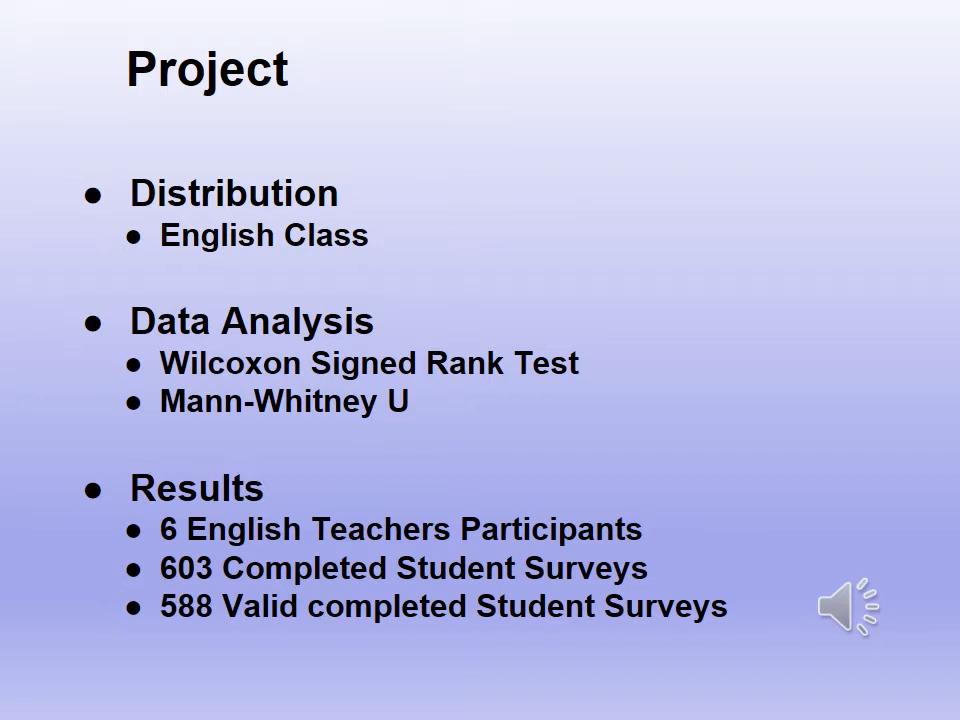 Project
● Distribution
● English Class
● Data Analysis
● Wilcoxon Signed Rank Test
● Mann-Whitney U
● Results
● 6 English Teachers Participants
● 603 Completed Student Surveys
● 588 Valid completed Student Surveys